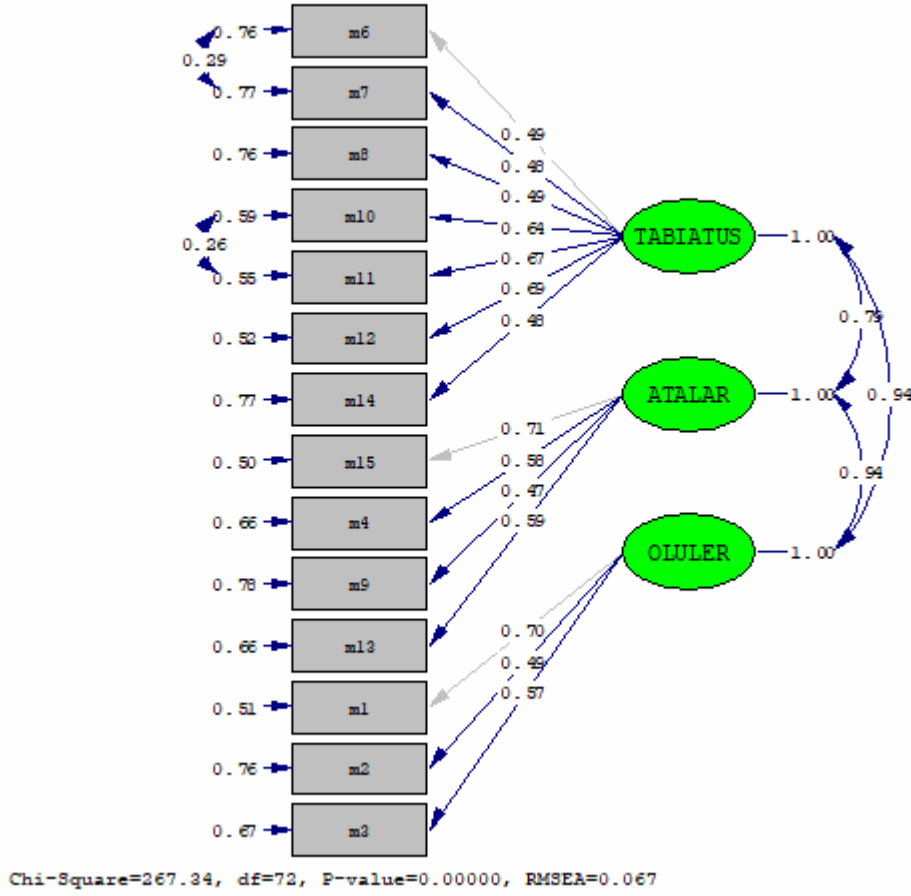 0.76 m6
0.29
0.77 m7
0.49
0.76 m8
0.48
0.49
0.59 m10
0.64
TABIATUS 1.00
0.26
0.67
0.55 m11
0.69
0.79
0.48
0.52 m12
0.77 m14
ATALAR 1.00 0.94
0.71
0.50 m15
0.58
0.94
0.47
0.66 m4
0.59
OLULER 1.00
0.78 m9
0.70
0.66 m13
0.49
0.57
0.51 m1
0.76 m2
0.67 m3
Chi-Square=267.34, df=72, P-value=0.00000, RMSEA=0.067